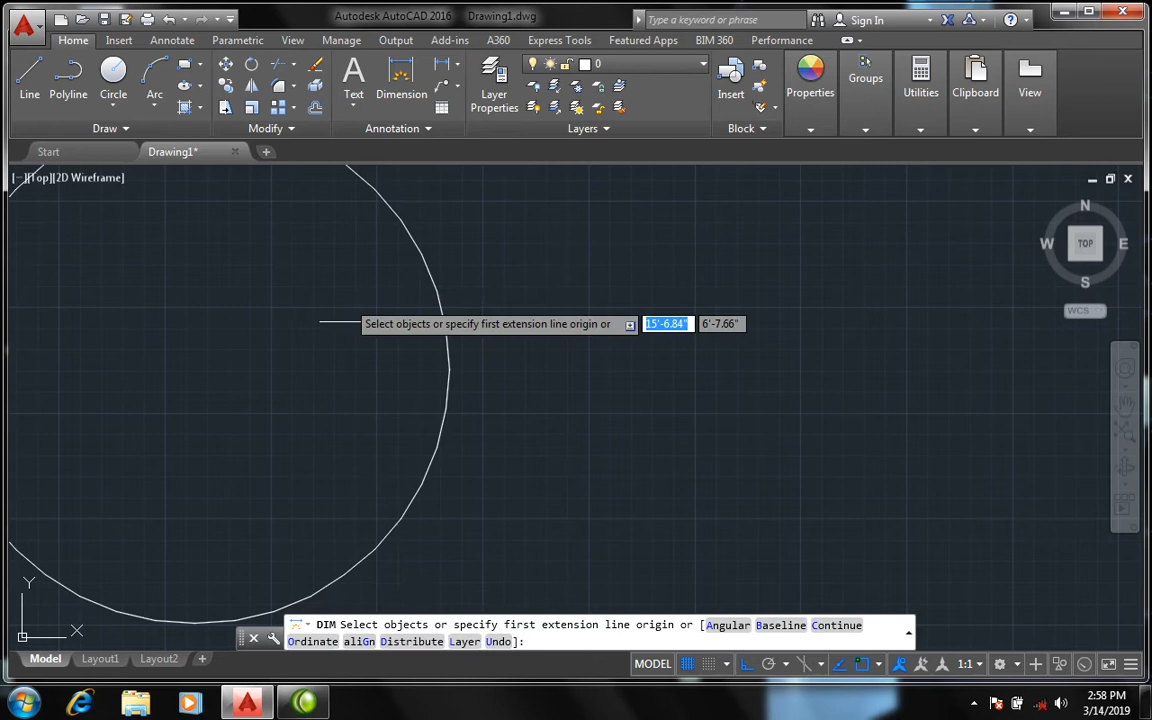 Autodesk AutoCAD 2016 Drawing1.dwg
Type a keyword or phrase
Sign In
Home Insert Annotate Parametric View Manage Output Add-ins A360 Express Tools Featured Apps BIM 360 Performance
Line Polyline Circle Arc
Text Dimension
Layer
Properties
0
Insert
Properties Groups Utilities Clipboard View
Draw Modify Annotation Layers Block
Start Drawing1*
[−][Top][2D Wireframe]
N
W TOP E
S
WCS
Select objects or specify first extension line origin or 15'-6.84" 6'-7.66"
Y
X
DIM Select objects or specify first extension line origin or [Angular Baseline Continue
Ordinate aliGn Distribute Layer Undo]:
Model Layout1 Layout2
MODEL 1:1
2:58 PM
3/14/2019